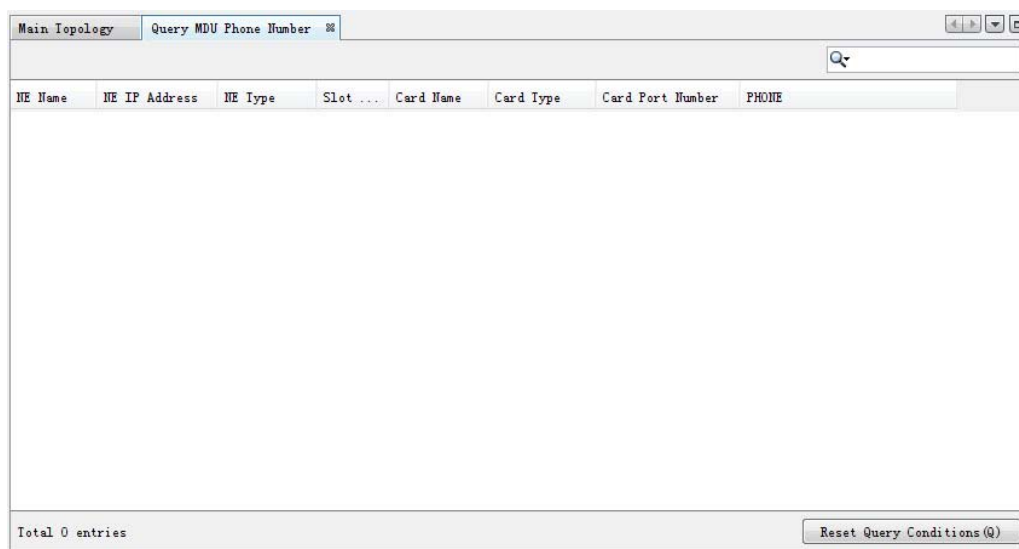 Main Topology Query MDU Phone Number
NE Name NE IP Address NE Type Slot ... Card Name Card Type Card Port Number PHONE
Total 0 entries Reset Query Conditions(Q)